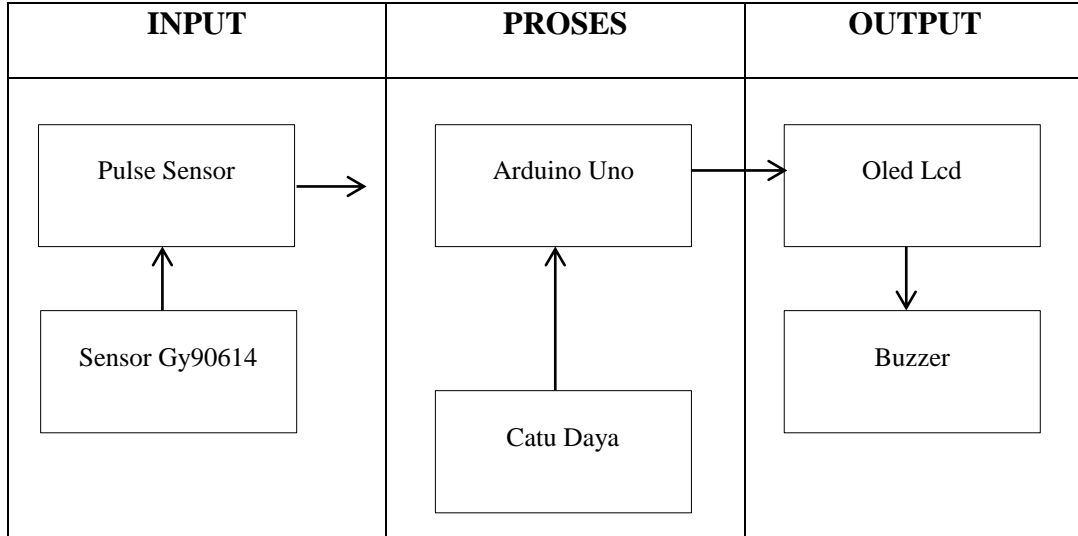 INPUT
PROSES
OUTPUT
Pulse Sensor
Arduino Uno
Oled Lcd
Sensor Gy90614
Buzzer
Catu Daya